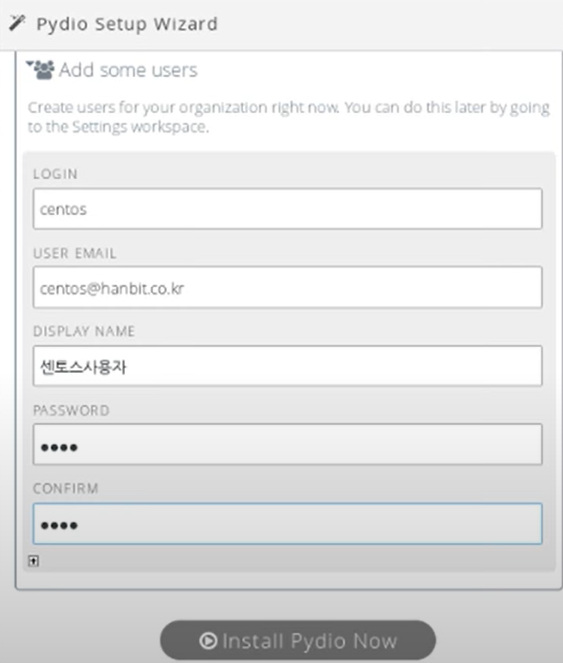 Pydio Setup Wizard
Add some users
Create users for your organization right now. You can do this later by going
to the Settings workspace.
LOGIN
centos
USER EMAIL
centos@hanbit.co.kr
DISPLAY NAME
센토스사용자
PASSWORD
••••
CONFIRM
••••
Install Pydio Now